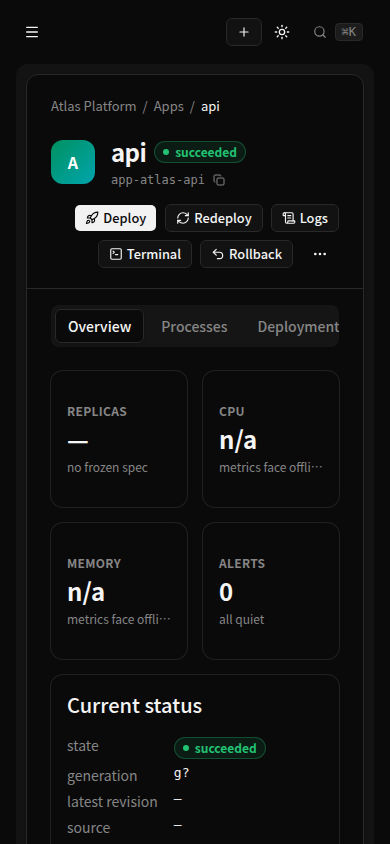 ⌘K
Atlas Platform / Apps / api
A
api
succeeded
app-atlas-api
Deploy
Redeploy
Logs
Terminal
Rollback
Overview
Processes
Deployment
REPLICAS
—
no frozen spec
CPU
n/a
metrics face offli…
MEMORY
n/a
metrics face offli…
ALERTS
0
all quiet
Current status
state
succeeded
generation
g?
latest revision
—
source
—